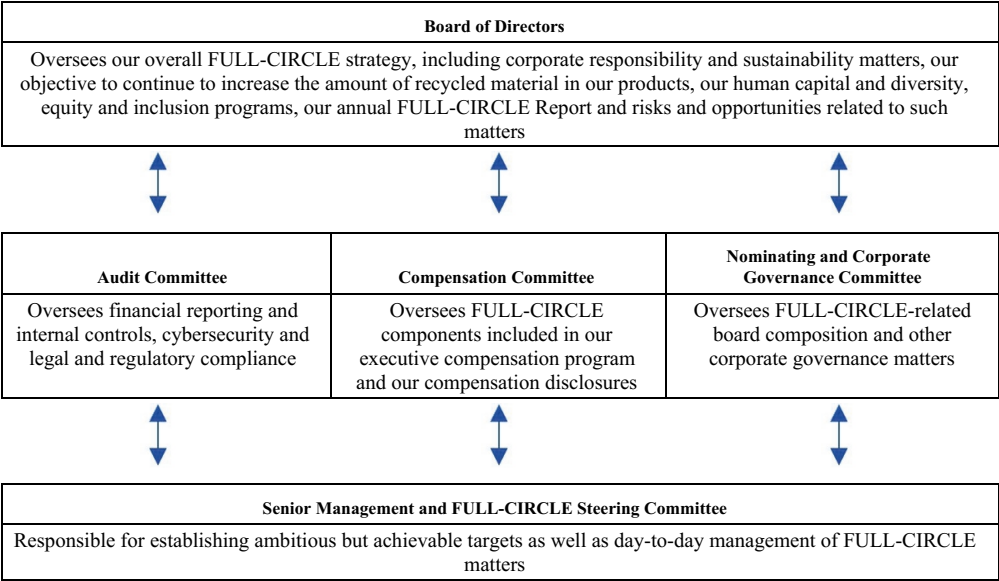 Board of Directors
Oversees our overall FULL-CIRCLE strategy, including corporate responsibility and sustainability matters, our
objective to continue to increase the amount of recycled material in our products, our human capital and diversity,
equity and inclusion programs, our annual FULL-CIRCLE Report and risks and opportunities related to such
matters
Audit Committee
Oversees financial reporting and
internal controls, cybersecurity and
legal and regulatory compliance
Compensation Committee
Oversees FULL-CIRCLE
components included in our
executive compensation program
and our compensation disclosures
Nominating and Corporate
Governance Committee
Oversees FULL-CIRCLE-related
board composition and other
corporate governance matters
Senior Management and FULL-CIRCLE Steering Committee
Responsible for establishing ambitious but achievable targets as well as day-to-day management of FULL-CIRCLE
matters